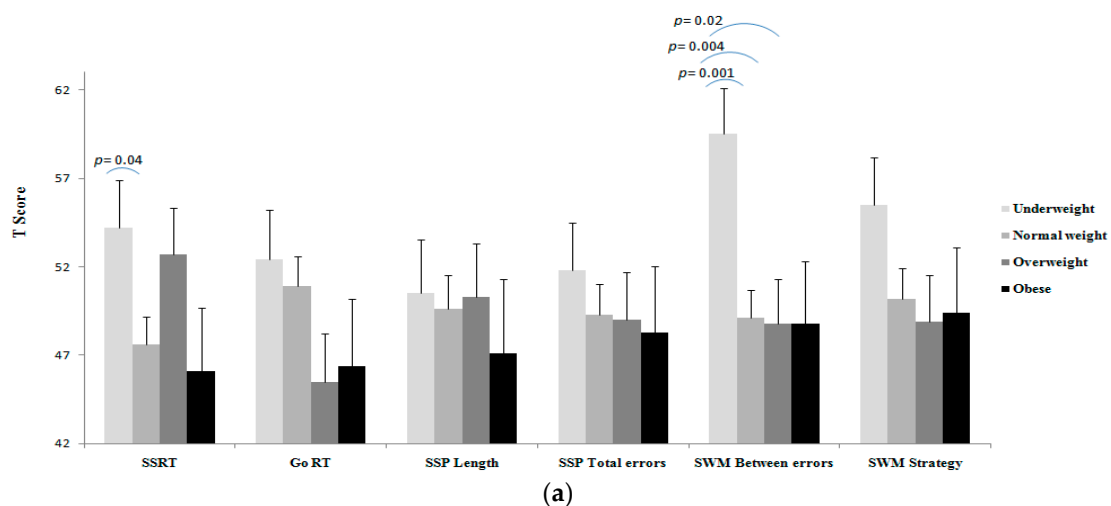 p= 0.02
p= 0.004
p= 0.001
p= 0.04
T Score
62
57
52
47
42
Underweight
Normal weight
Overweight
Obese
SSRT
Go RT
SSP Length
SSP Total errors
SWM Between errors
SWM Strategy
(a)